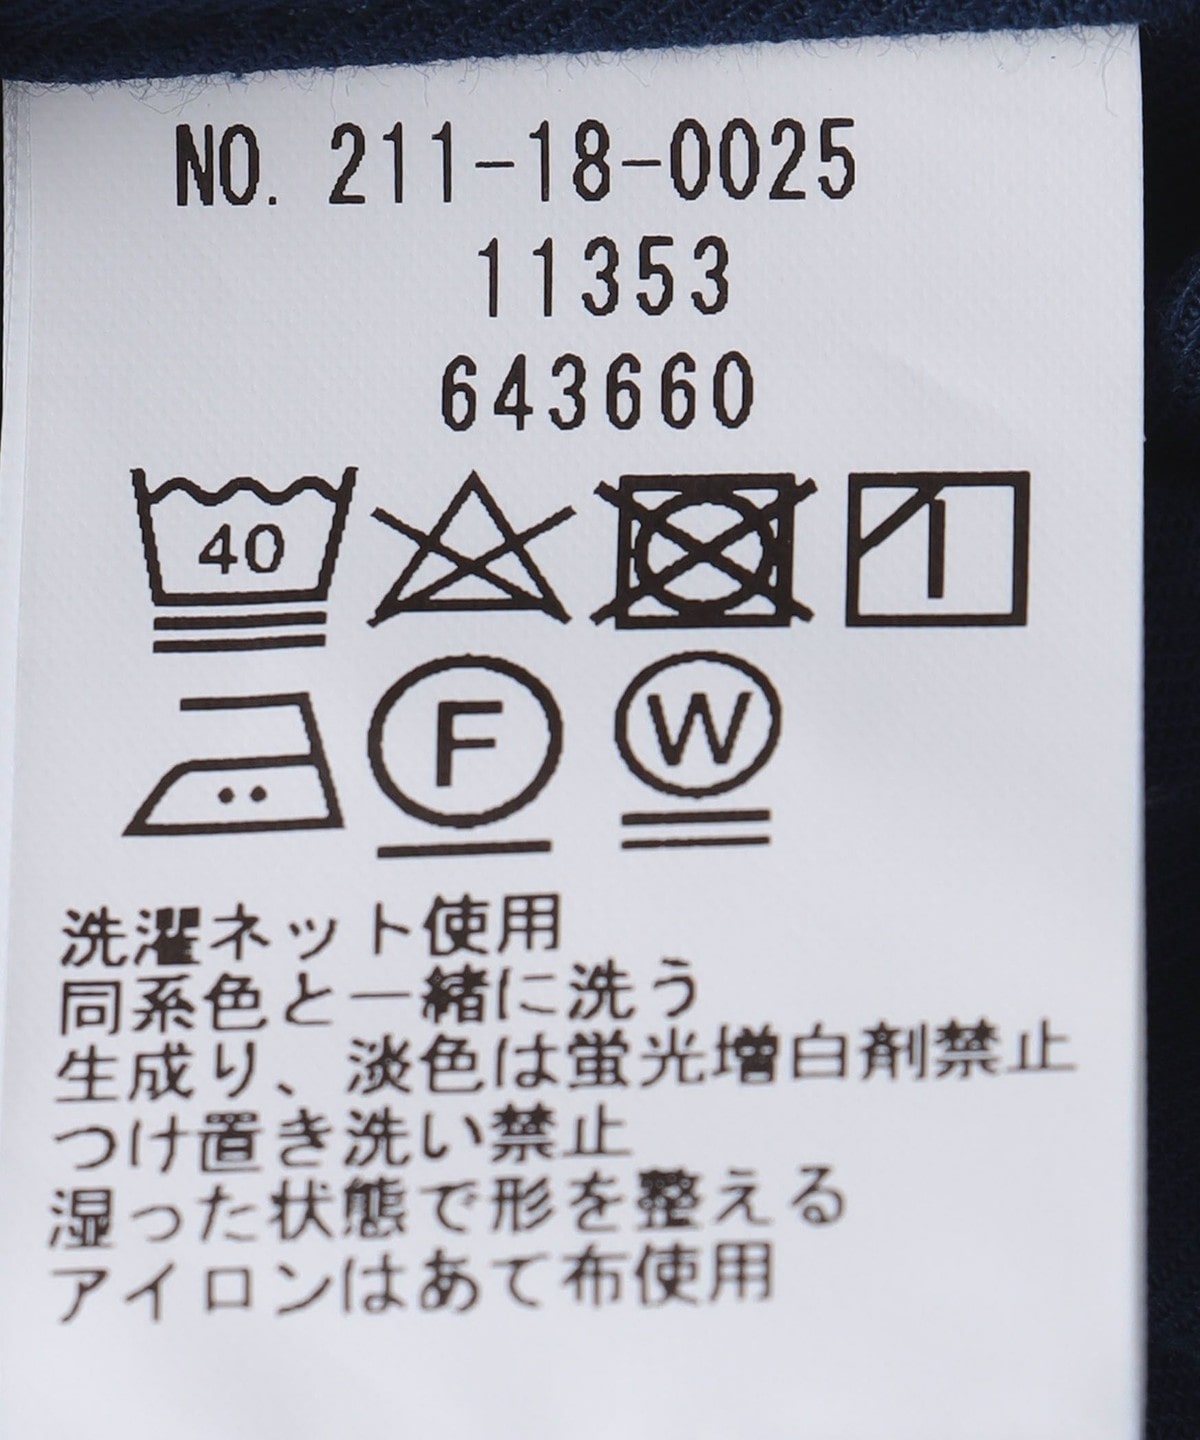 NO. 211-18-0025
11353
643660
40
F W
洗濯ネット使用
同系色と一緒に洗う
生成り、淡色は蛍光増白剤禁止
つけ置き洗い禁止
湿った状態で形を整える
アイロンはあて布使用